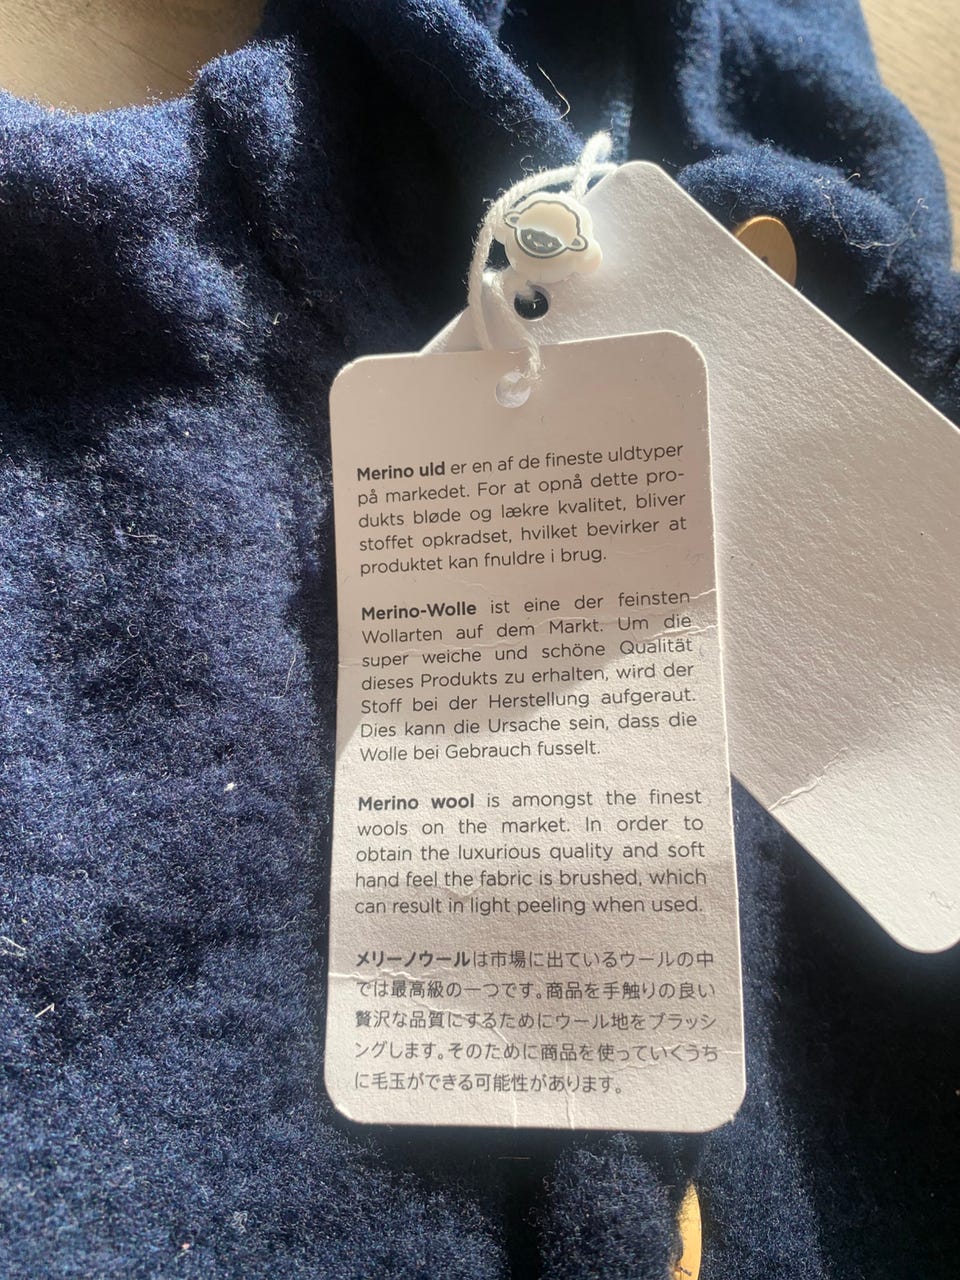 Merino uld er en af de fineste uldtyper
på markedet. For at opnå dette pro-
dukts bløde og lækre kvalitet, bliver
stoffet opkradset, hvilket bevirker at
produktet kan fnuldre i brug.
Merino-Wolle ist eine der feinsten
Wollarten auf dem Markt. Um die
super weiche und schöne Qualität
dieses Produkts zu erhalten, wird der
Stoff bei der Herstellung aufgeraut.
Dies kann die Ursache sein, dass die
Wolle bei Gebrauch fusselt.
Merino wool is amongst the finest
wools on the market. In order to
obtain the luxurious quality and soft
hand feel the fabric is brushed, which
can result in light peeling when used.
メリーノウールは市場に出ているウールの中
では最高級の一つです。商品を手触りの良い
贅沢な品質にするためにウール地をブラッシ
ングします。そのために商品を使っていくうち
に毛玉ができる可能性があります。